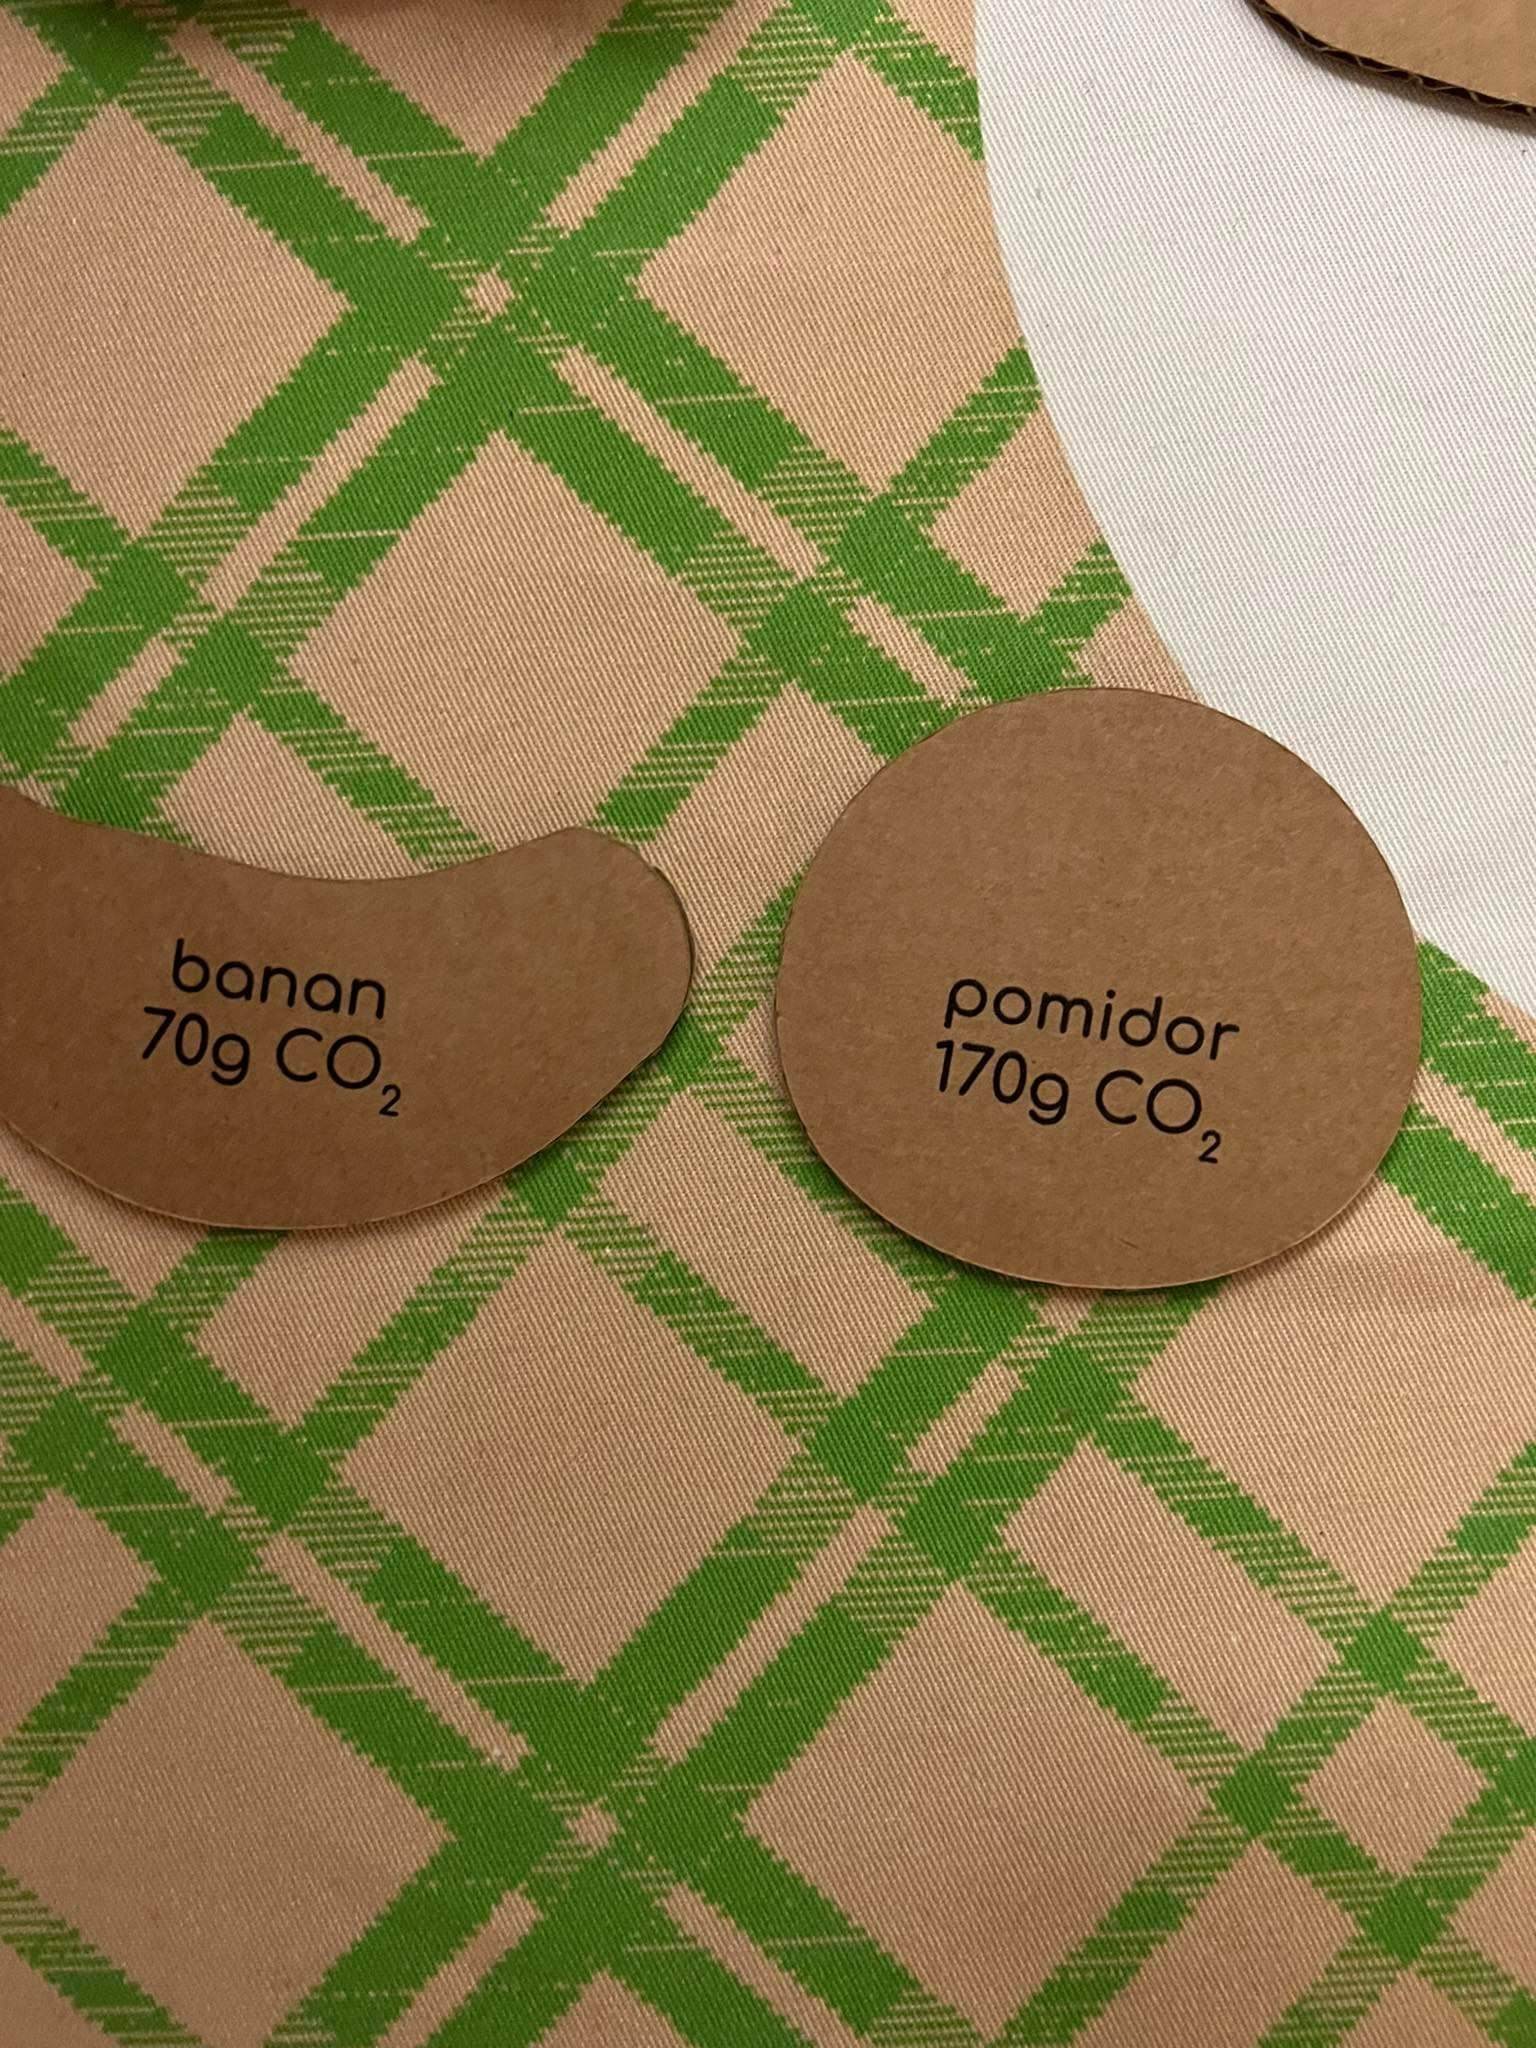 banan
70g CO₂
pomidor
170g CO₂